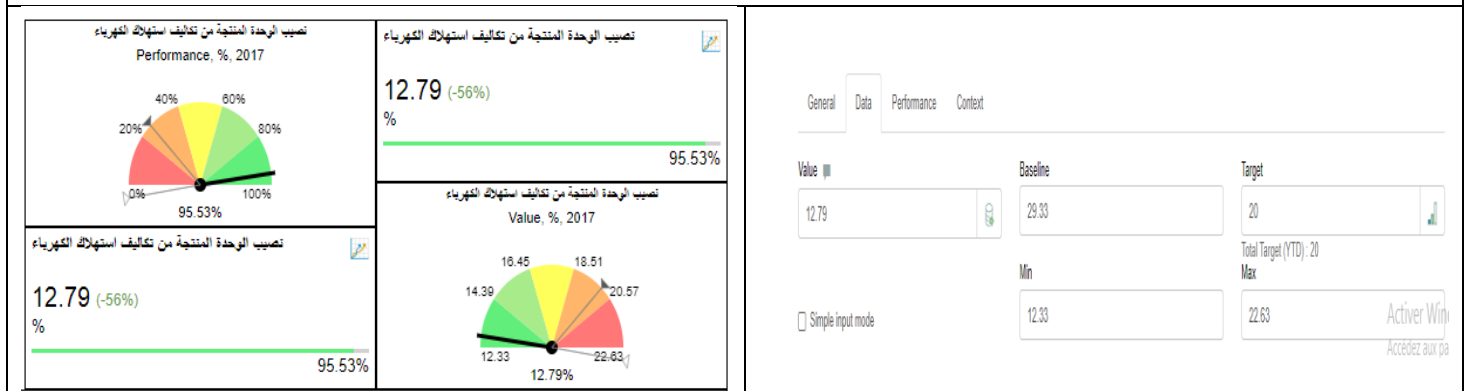 نصيب الوحدة المنتجة من تكاليف استهلاك الكهرباء
Performance, %, 2017
40%
60%
20%
80%
0%
100%
95.53%
نصيب الوحدة المنتجة من تكاليف استهلاك الكهرباء
12.79 (-56%)
%
95.53%
نصيب الوحدة المنتجة من تكاليف استهلاك الكهرباء
12.79 (-56%)
%
95.53%
نصيب الوحدة المنتجة من تكاليف استهلاك الكهرباء
Value, %, 2017
16.45
18.51
14.39
20.57
12.33
22.63
12.79%
General Data Performance Context
Value Baseline Target
12.79 29.33 20
Total Target (YTD) : 20
Min Max
Simple input mode 12.33 22.63
Activer Win
Accédez aux pa